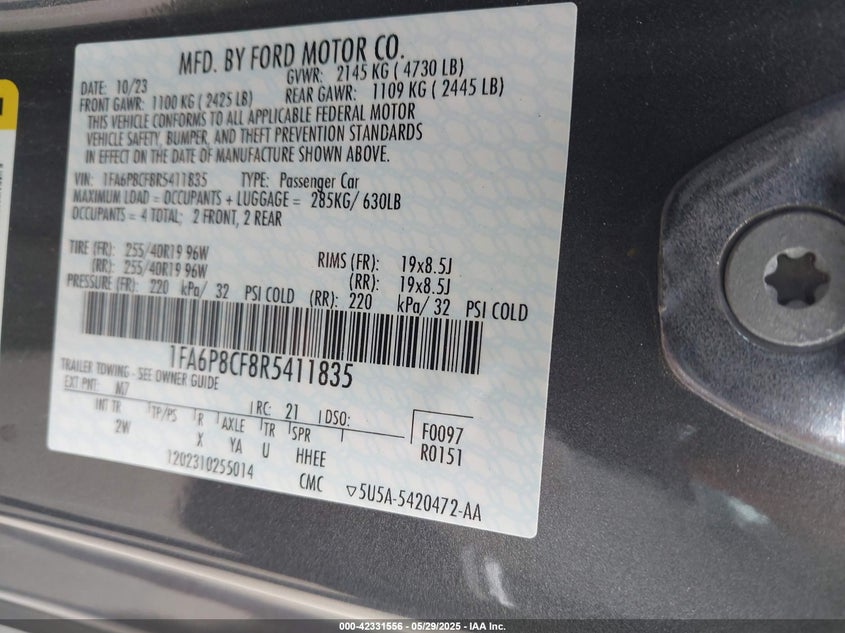 MFD. BY FORD MOTOR CO.
DATE: 10/23 GVWR: 2145 KG ( 4730 LB)
FRONT GAWR: 1100 KG ( 2425 LB) REAR GAWR: 1109 KG ( 2445 LB)
THIS VEHICLE CONFORMS TO ALL APPLICABLE FEDERAL MOTOR
VEHICLE SAFETY, BUMPER, AND THEFT PREVENTION STANDARDS
IN EFFECT ON THE DATE OF MANUFACTURE SHOWN ABOVE.
VIN: 1FA6P8CF8R5411835 TYPE: Passenger Car
MAXIMUM LOAD = OCCUPANTS + LUGGAGE = 285KG/ 630LB
OCCUPANTS = 4 TOTAL; 2 FRONT, 2 REAR
TIRE (FR): 255/40R19 96W RIMS (FR): 19x8.5J
(RR): 255/40R19 96W (RR): 19x8.5J
PRESSURE (FR): 220 kPa/ 32 PSI COLD (RR): 220 kPa/ 32 PSI COLD
1FA6P8CF8R5411835
TRAILER TOWING - SEE OWNER GUIDE
EXT PNT: M7 RC: 21 DSO: F0097
INT TR TP/PS R AXLE TR SPR R0151
2W X YA U HHEE
1202310255014 CMC ▽5U5A-5420472-AA
000-42331556 • 05/29/2025 - IAA Inc.